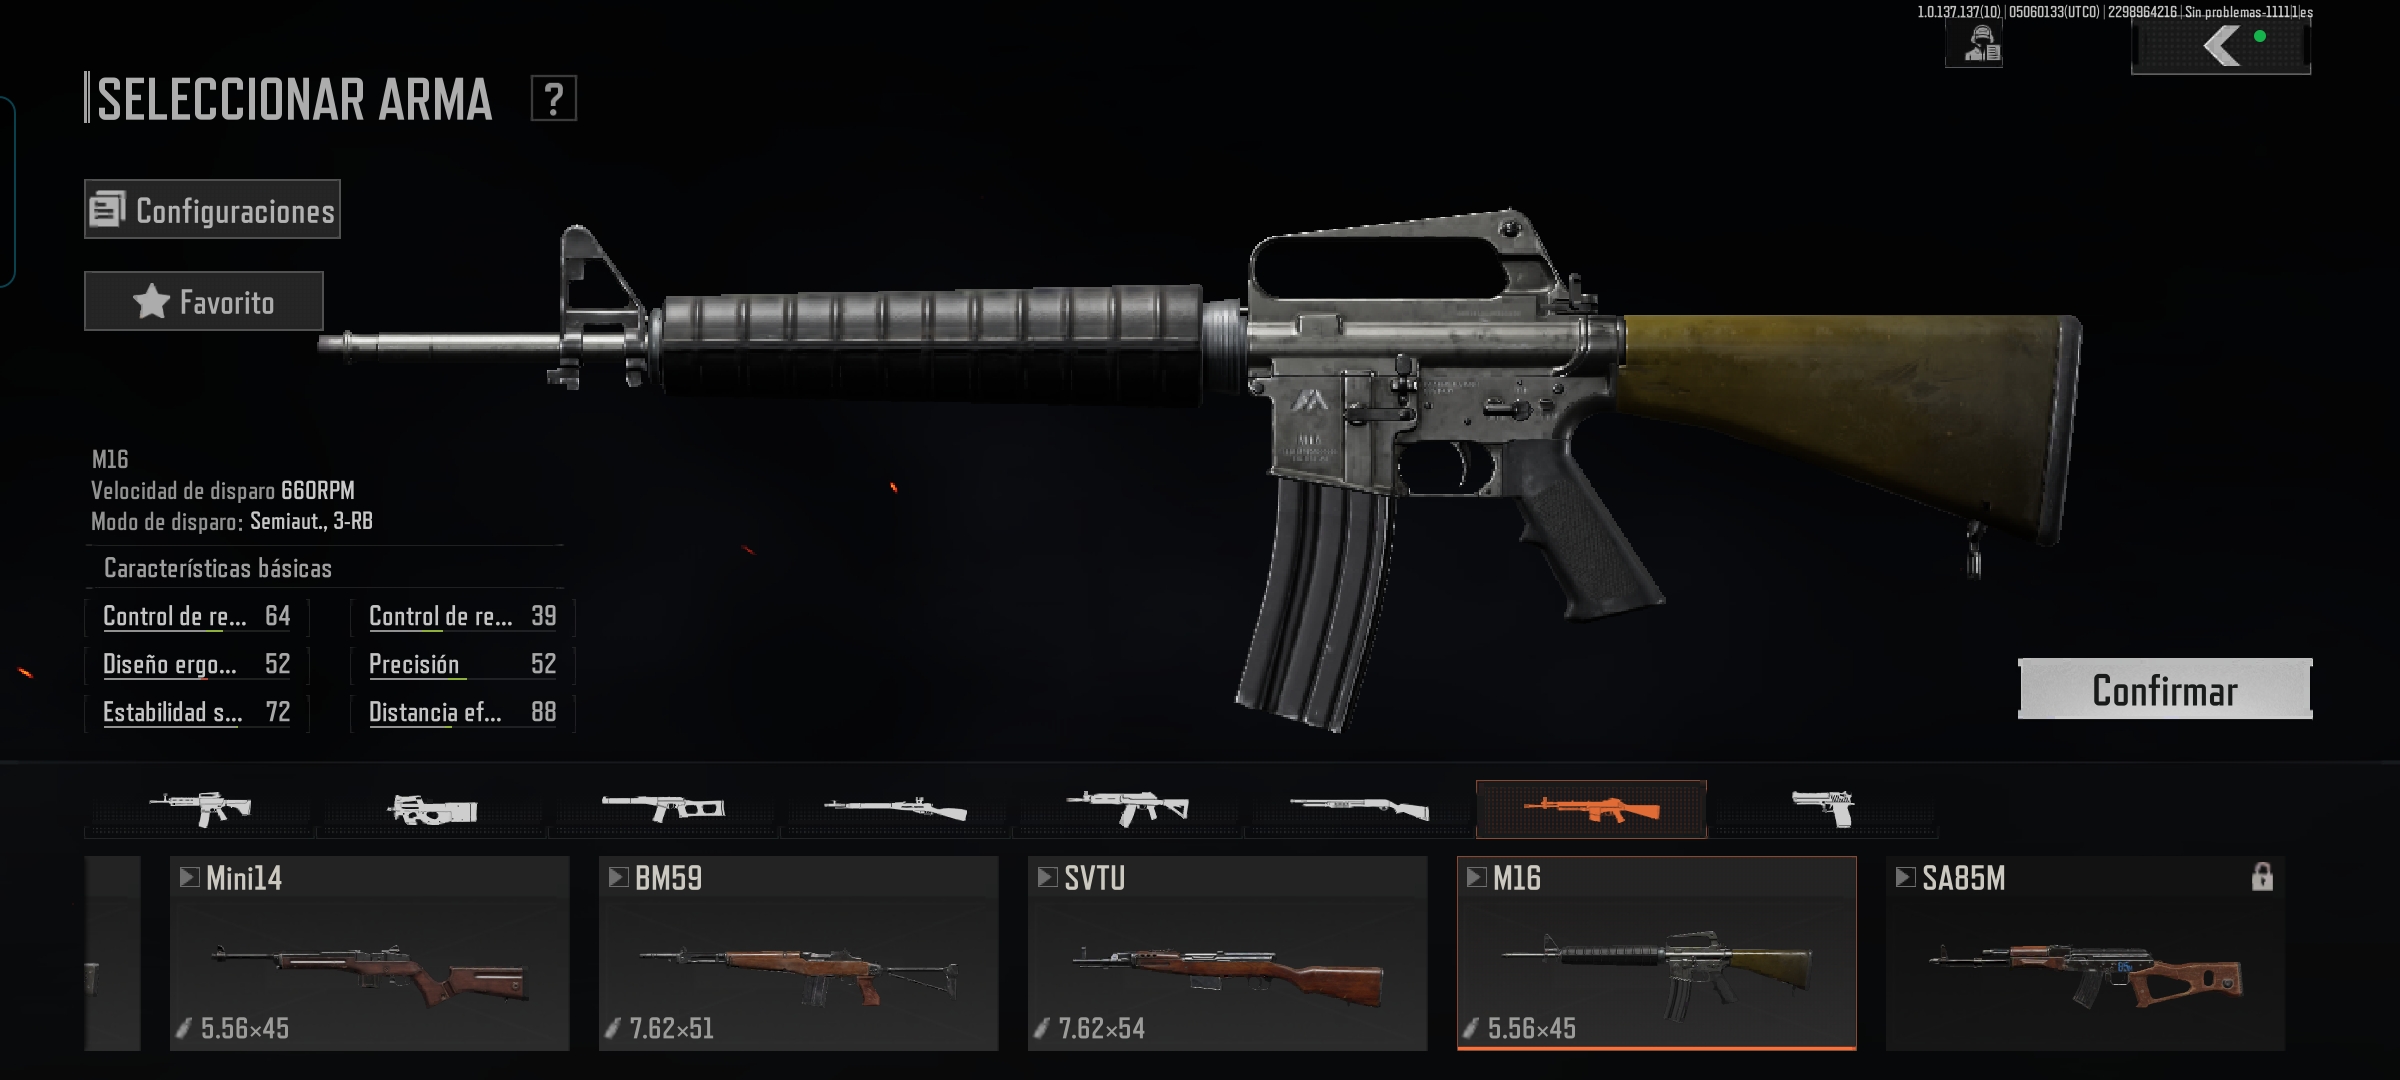 1.0.137.137(10) | 05060133(UTC0) | 2298964216 | Sin problemas-1111|1|es
SELECCIONAR ARMA ?
Configuraciones
Favorito
M16
Velocidad de disparo 660RPM
Modo de disparo: Semiaut., 3-RB
Características básicas
Control de re... 64
Control de re... 39
Diseño ergo... 52
Precisión 52
Estabilidad s... 72
Distancia ef... 88
Confirmar
Mini14
5.56×45
BM59
7.62×51
SVTU
7.62×54
M16
5.56×45
SA85M